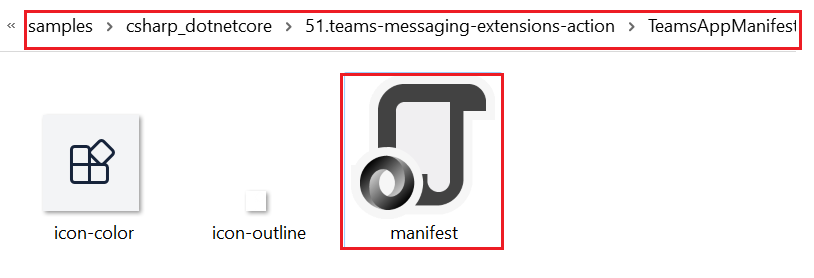 « samples > csharp_dotnetcore > 51.teams-messaging-extensions-action > TeamsAppManifest
icon-color icon-outline manifest